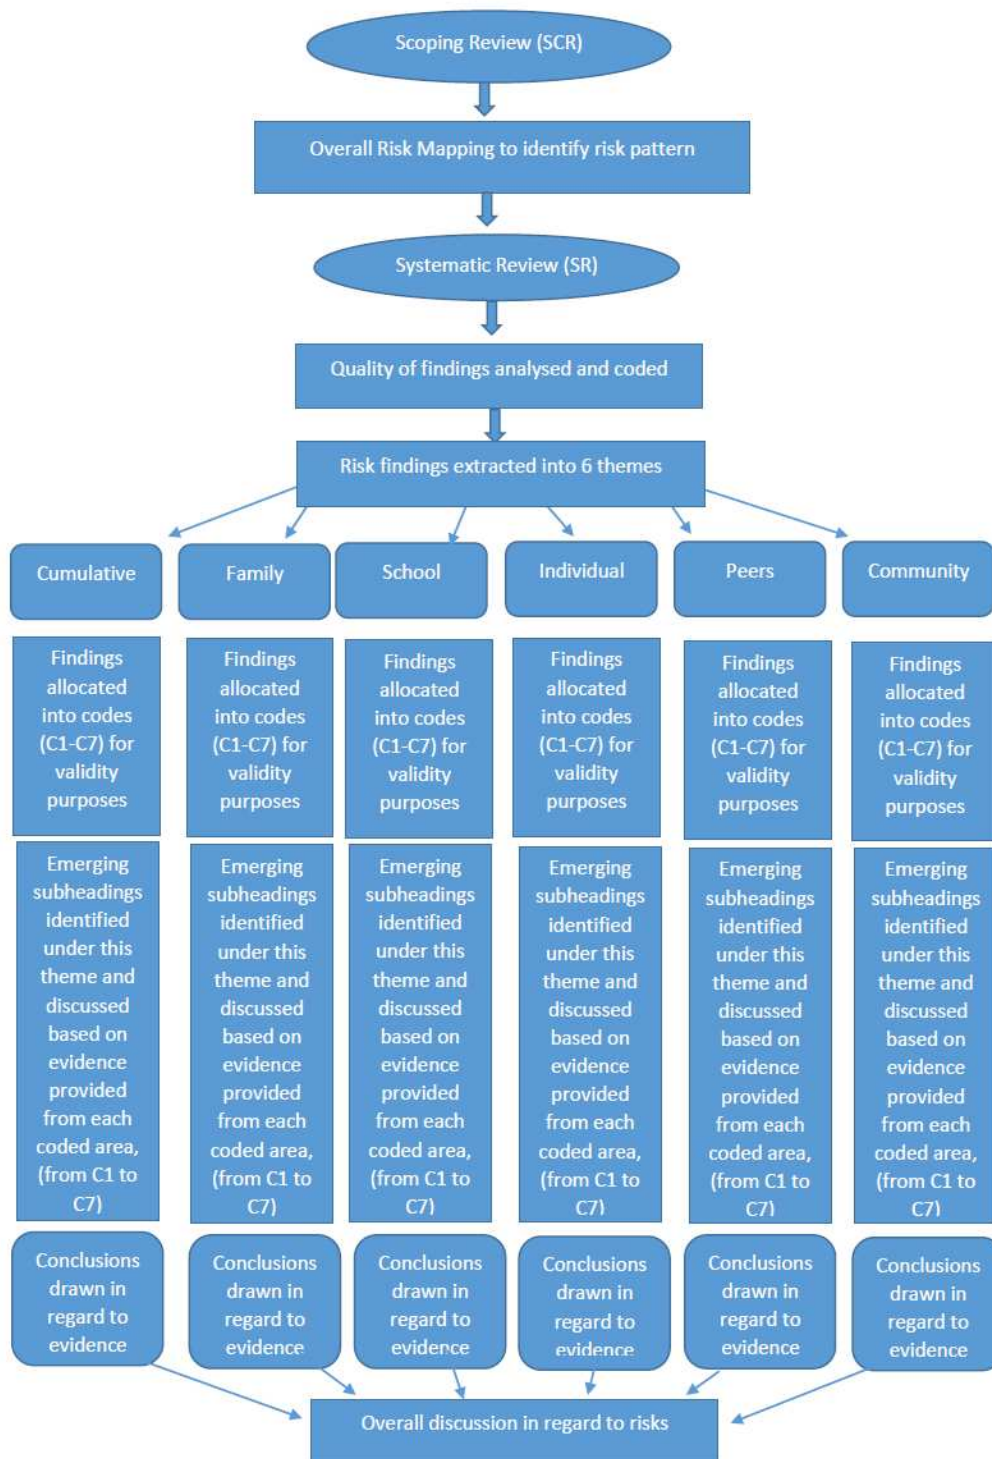 Scoping Review (SCR)
Overall Risk Mapping to identify risk pattern
Systematic Review (SR)
Quality of findings analysed and coded
Risk findings extracted into 6 themes
Cumulative
Family
School
Individual
Peers
Community
Findings
allocated
into codes
(C1-C7) for
validity
purposes
Findings
allocated
into codes
(C1-C7) for
validity
purposes
Findings
allocated
into codes
(C1-C7) for
validity
purposes
Findings
allocated
into codes
(C1-C7) for
validity
purposes
Findings
allocated
into codes
(C1-C7) for
validity
purposes
Findings
allocated
into codes
(C1-C7) for
validity
purposes
Emerging
subheadings
identified
under this
theme and
discussed
based on
evidence
provided
from each
coded area,
(from C1 to
C7)
Emerging
subheadings
identified
under this
theme and
discussed
based on
evidence
provided
from each
coded area,
(from C1 to
C7)
Emerging
subheadings
identified
under this
theme and
discussed
based on
evidence
provided
from each
coded area,
(from C1 to
C7)
Emerging
subheadings
identified
under this
theme and
discussed
based on
evidence
provided
from each
coded area,
(from C1 to
C7)
Emerging
subheadings
identified
under this
theme and
discussed
based on
evidence
provided
from each
coded area,
(from C1 to
C7)
Emerging
subheadings
identified
under this
theme and
discussed
based on
evidence
provided
from each
coded area,
(from C1 to
C7)
Conclusions
drawn in
regard to
evidence
Conclusions
drawn in
regard to
evidence
Conclusions
drawn in
regard to
evidence
Conclusions
drawn in
regard to
evidence
Conclusions
drawn in
regard to
evidence
Conclusions
drawn in
regard to
evidence
Overall discussion in regard to risks